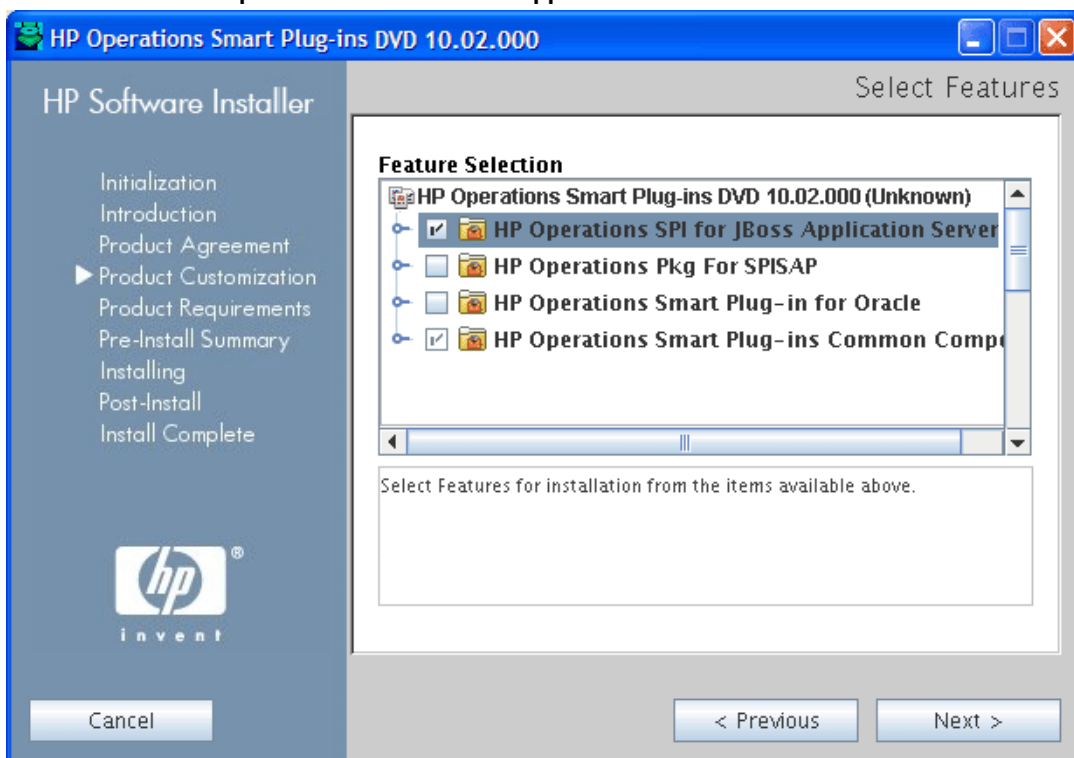 HP Operations Smart Plug-ins DVD 10.02.000
HP Software Installer
Select Features
Initialization
Introduction
Product Agreement
Product Customization
Product Requirements
Pre-Install Summary
Installing
Post-Install
Install Complete
Feature Selection
HP Operations Smart Plug-ins DVD 10.02.000 (Unknown)
HP Operations SPI for JBoss Application Server
HP Operations Pkg For SPISAP
HP Operations Smart Plug-in for Oracle
HP Operations Smart Plug-ins Common Comp
Select Features for installation from the items available above.
hp ®
invent
Cancel
< Previous
Next >